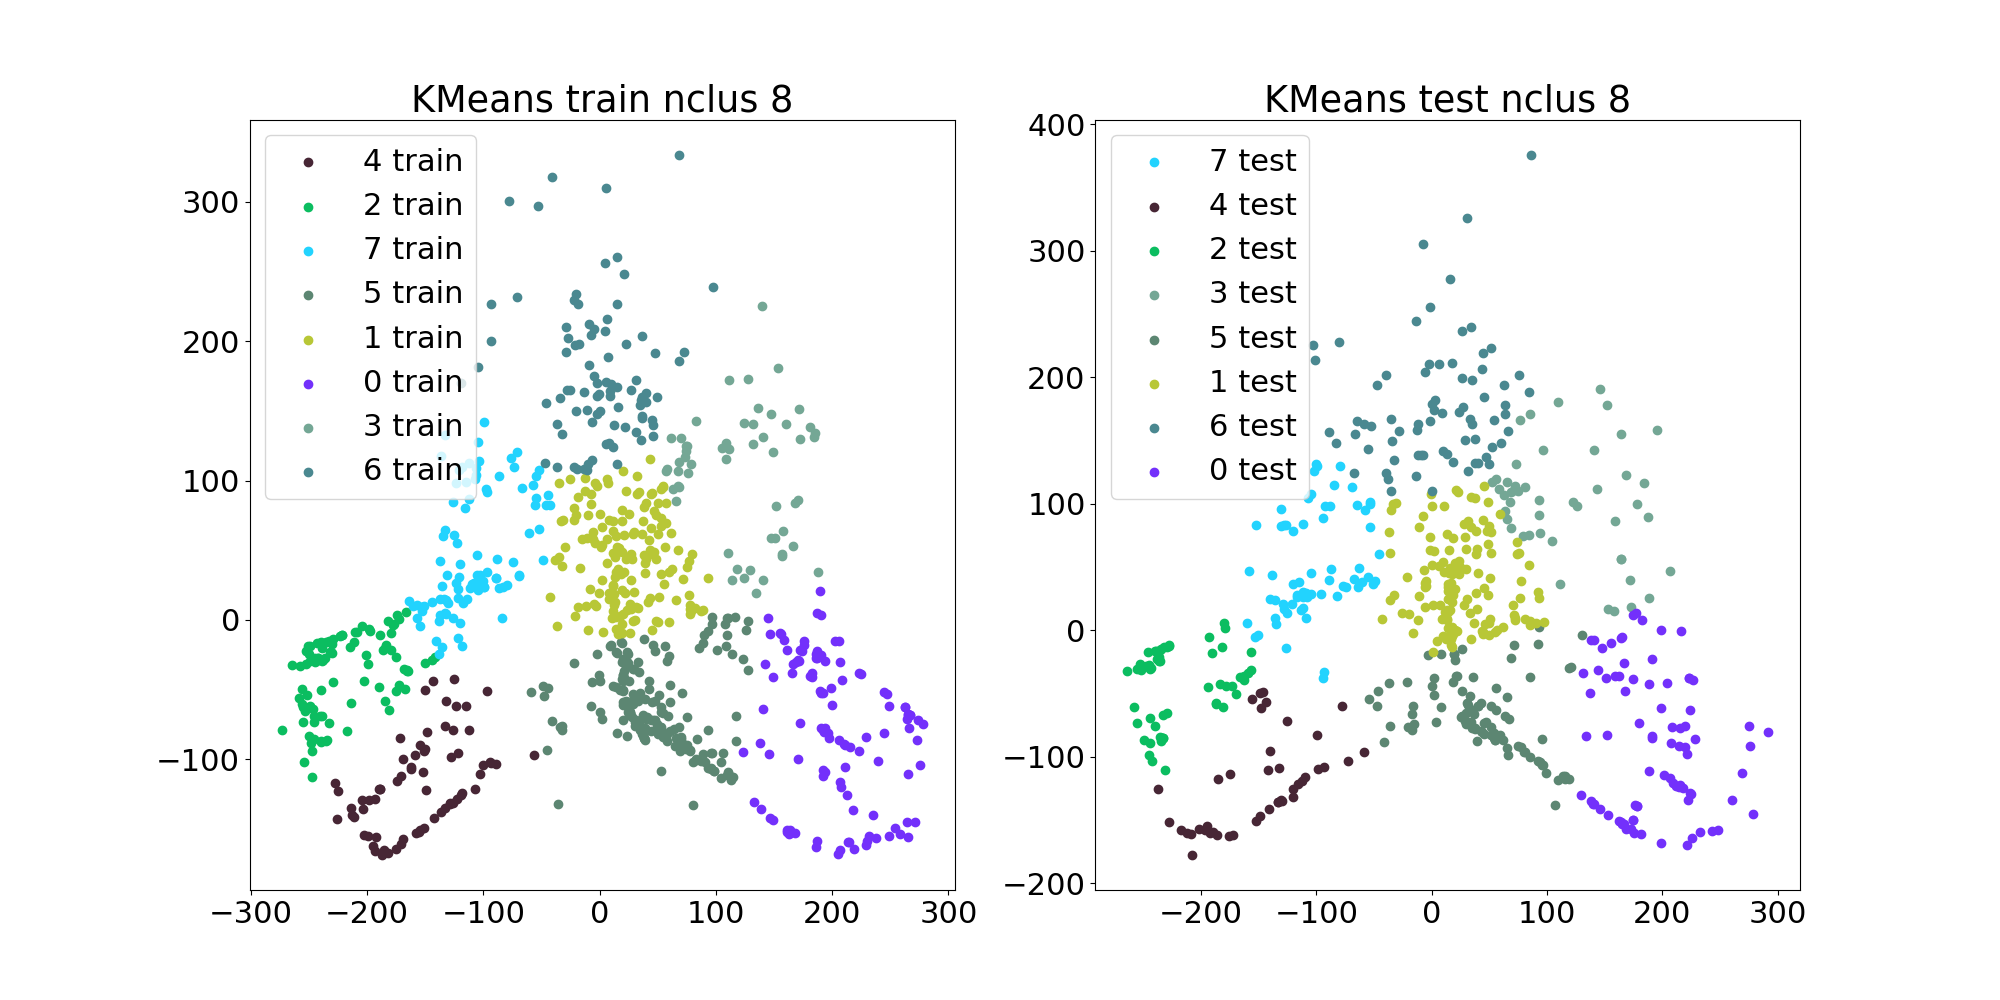 KMeans train nclus 8
4 train
2 train
7 train
5 train
1 train
0 train
3 train
6 train
300
200
100
0
−100
−300 −200 −100 0 100 200 300
KMeans test nclus 8
7 test
4 test
2 test
3 test
5 test
1 test
6 test
0 test
400
300
200
100
0
−100
−200
−200 −100 0 100 200 300